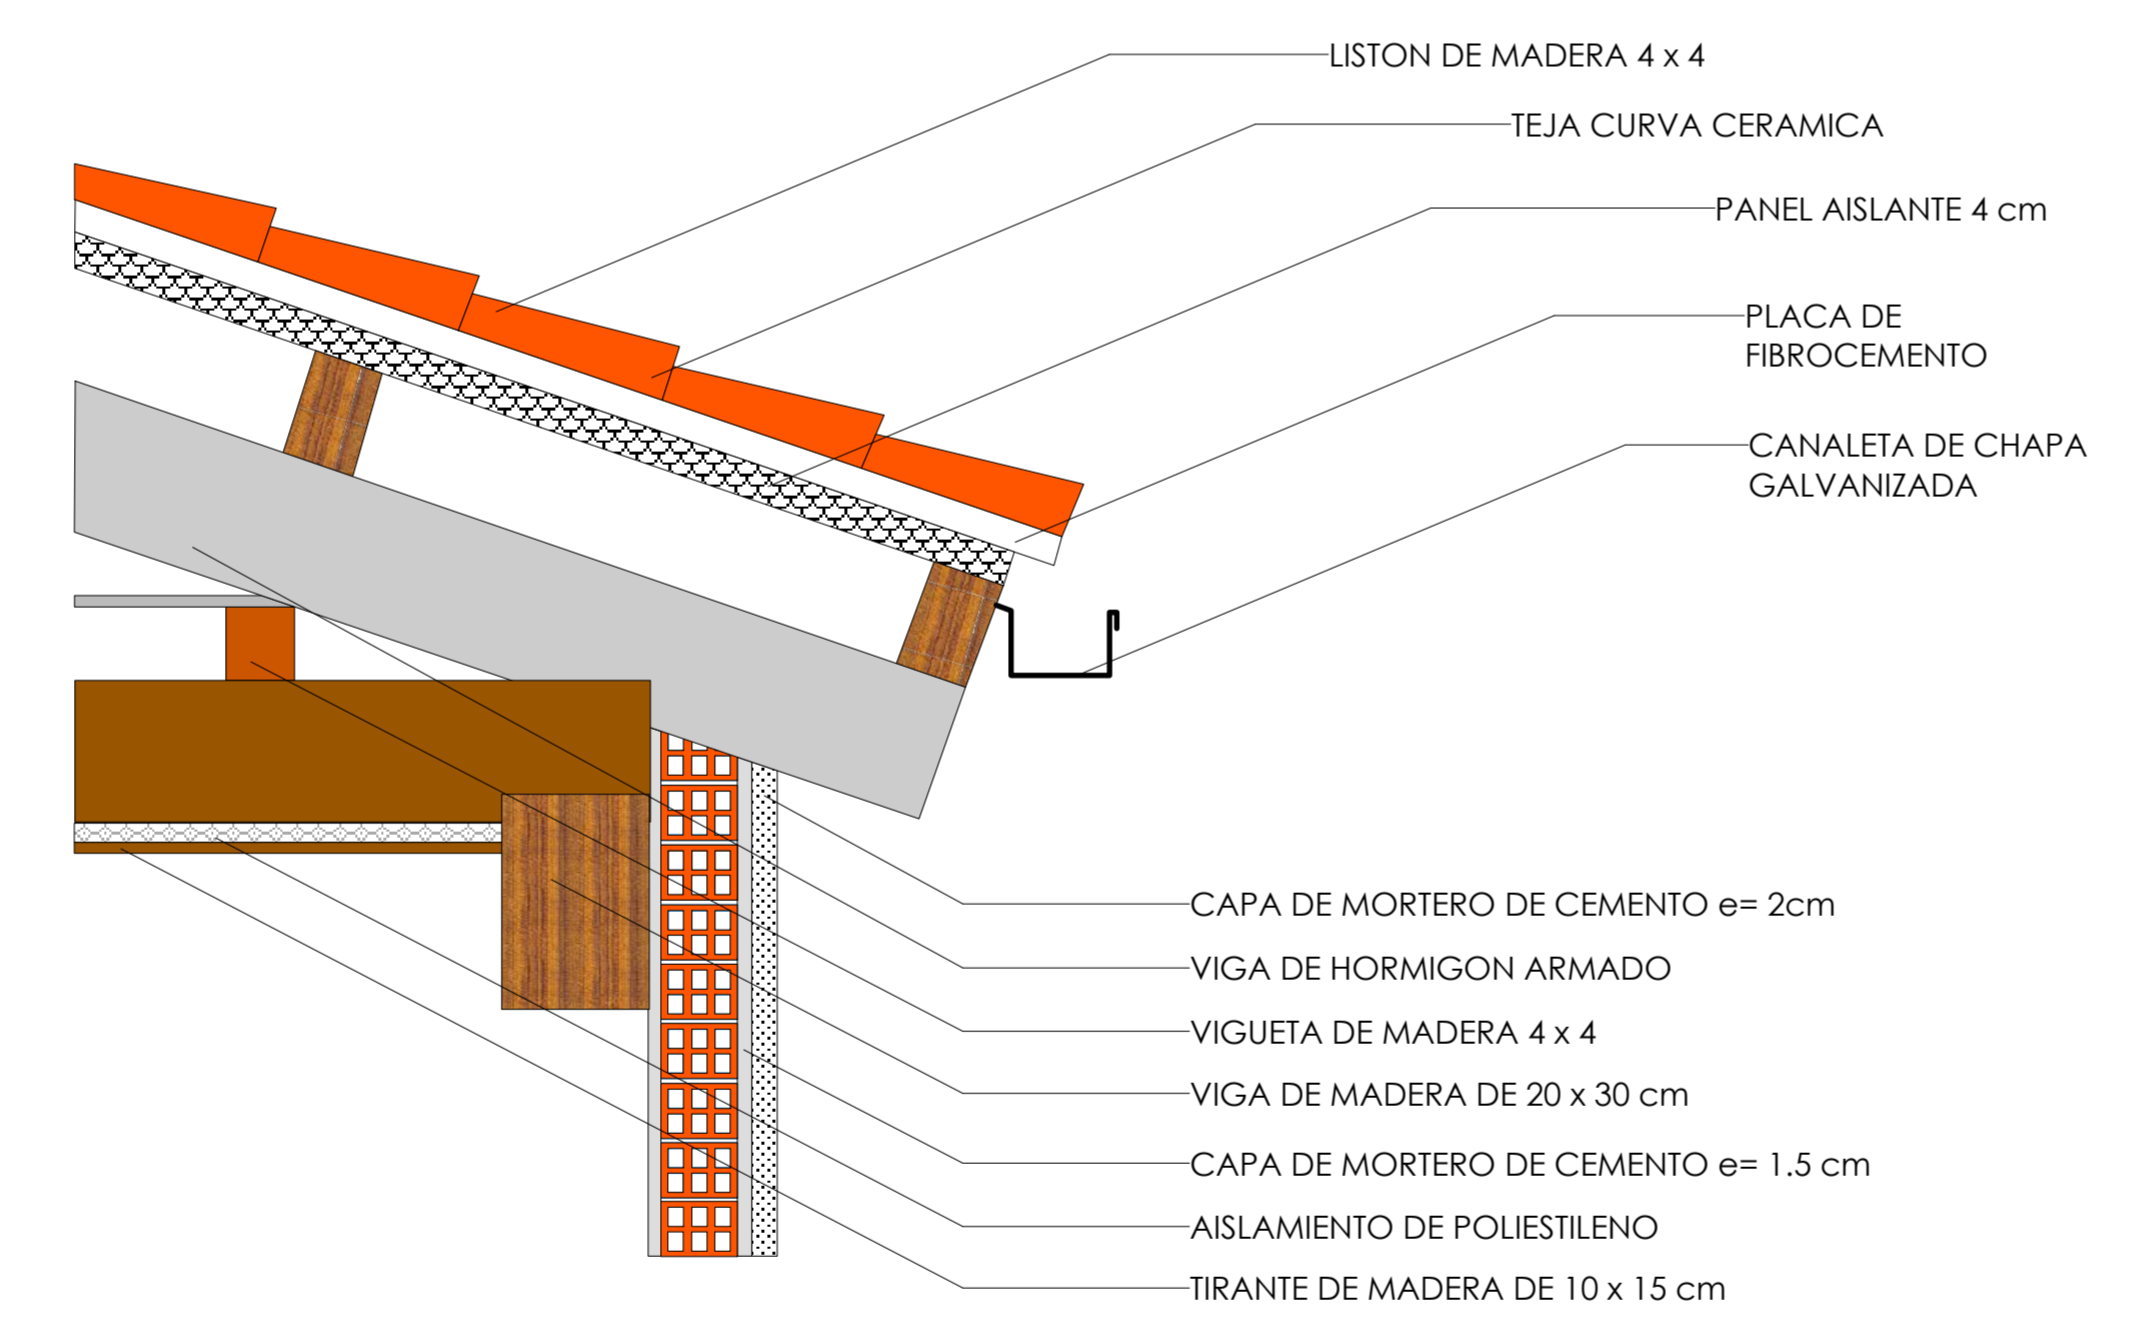 LISTON DE MADERA 4 x 4
TEJA CURVA CERAMICA
PANEL AISLANTE 4 cm
PLACA DE
FIBROCEMENTO
CANALETA DE CHAPA
GALVANIZADA
CAPA DE MORTERO DE CEMENTO e= 2cm
VIGA DE HORMIGON ARMADO
VIGUETA DE MADERA 4 x 4
VIGA DE MADERA DE 20 x 30 cm
CAPA DE MORTERO DE CEMENTO e= 1.5 cm
AISLAMIENTO DE POLIESTILENO
TIRANTE DE MADERA DE 10 x 15 cm